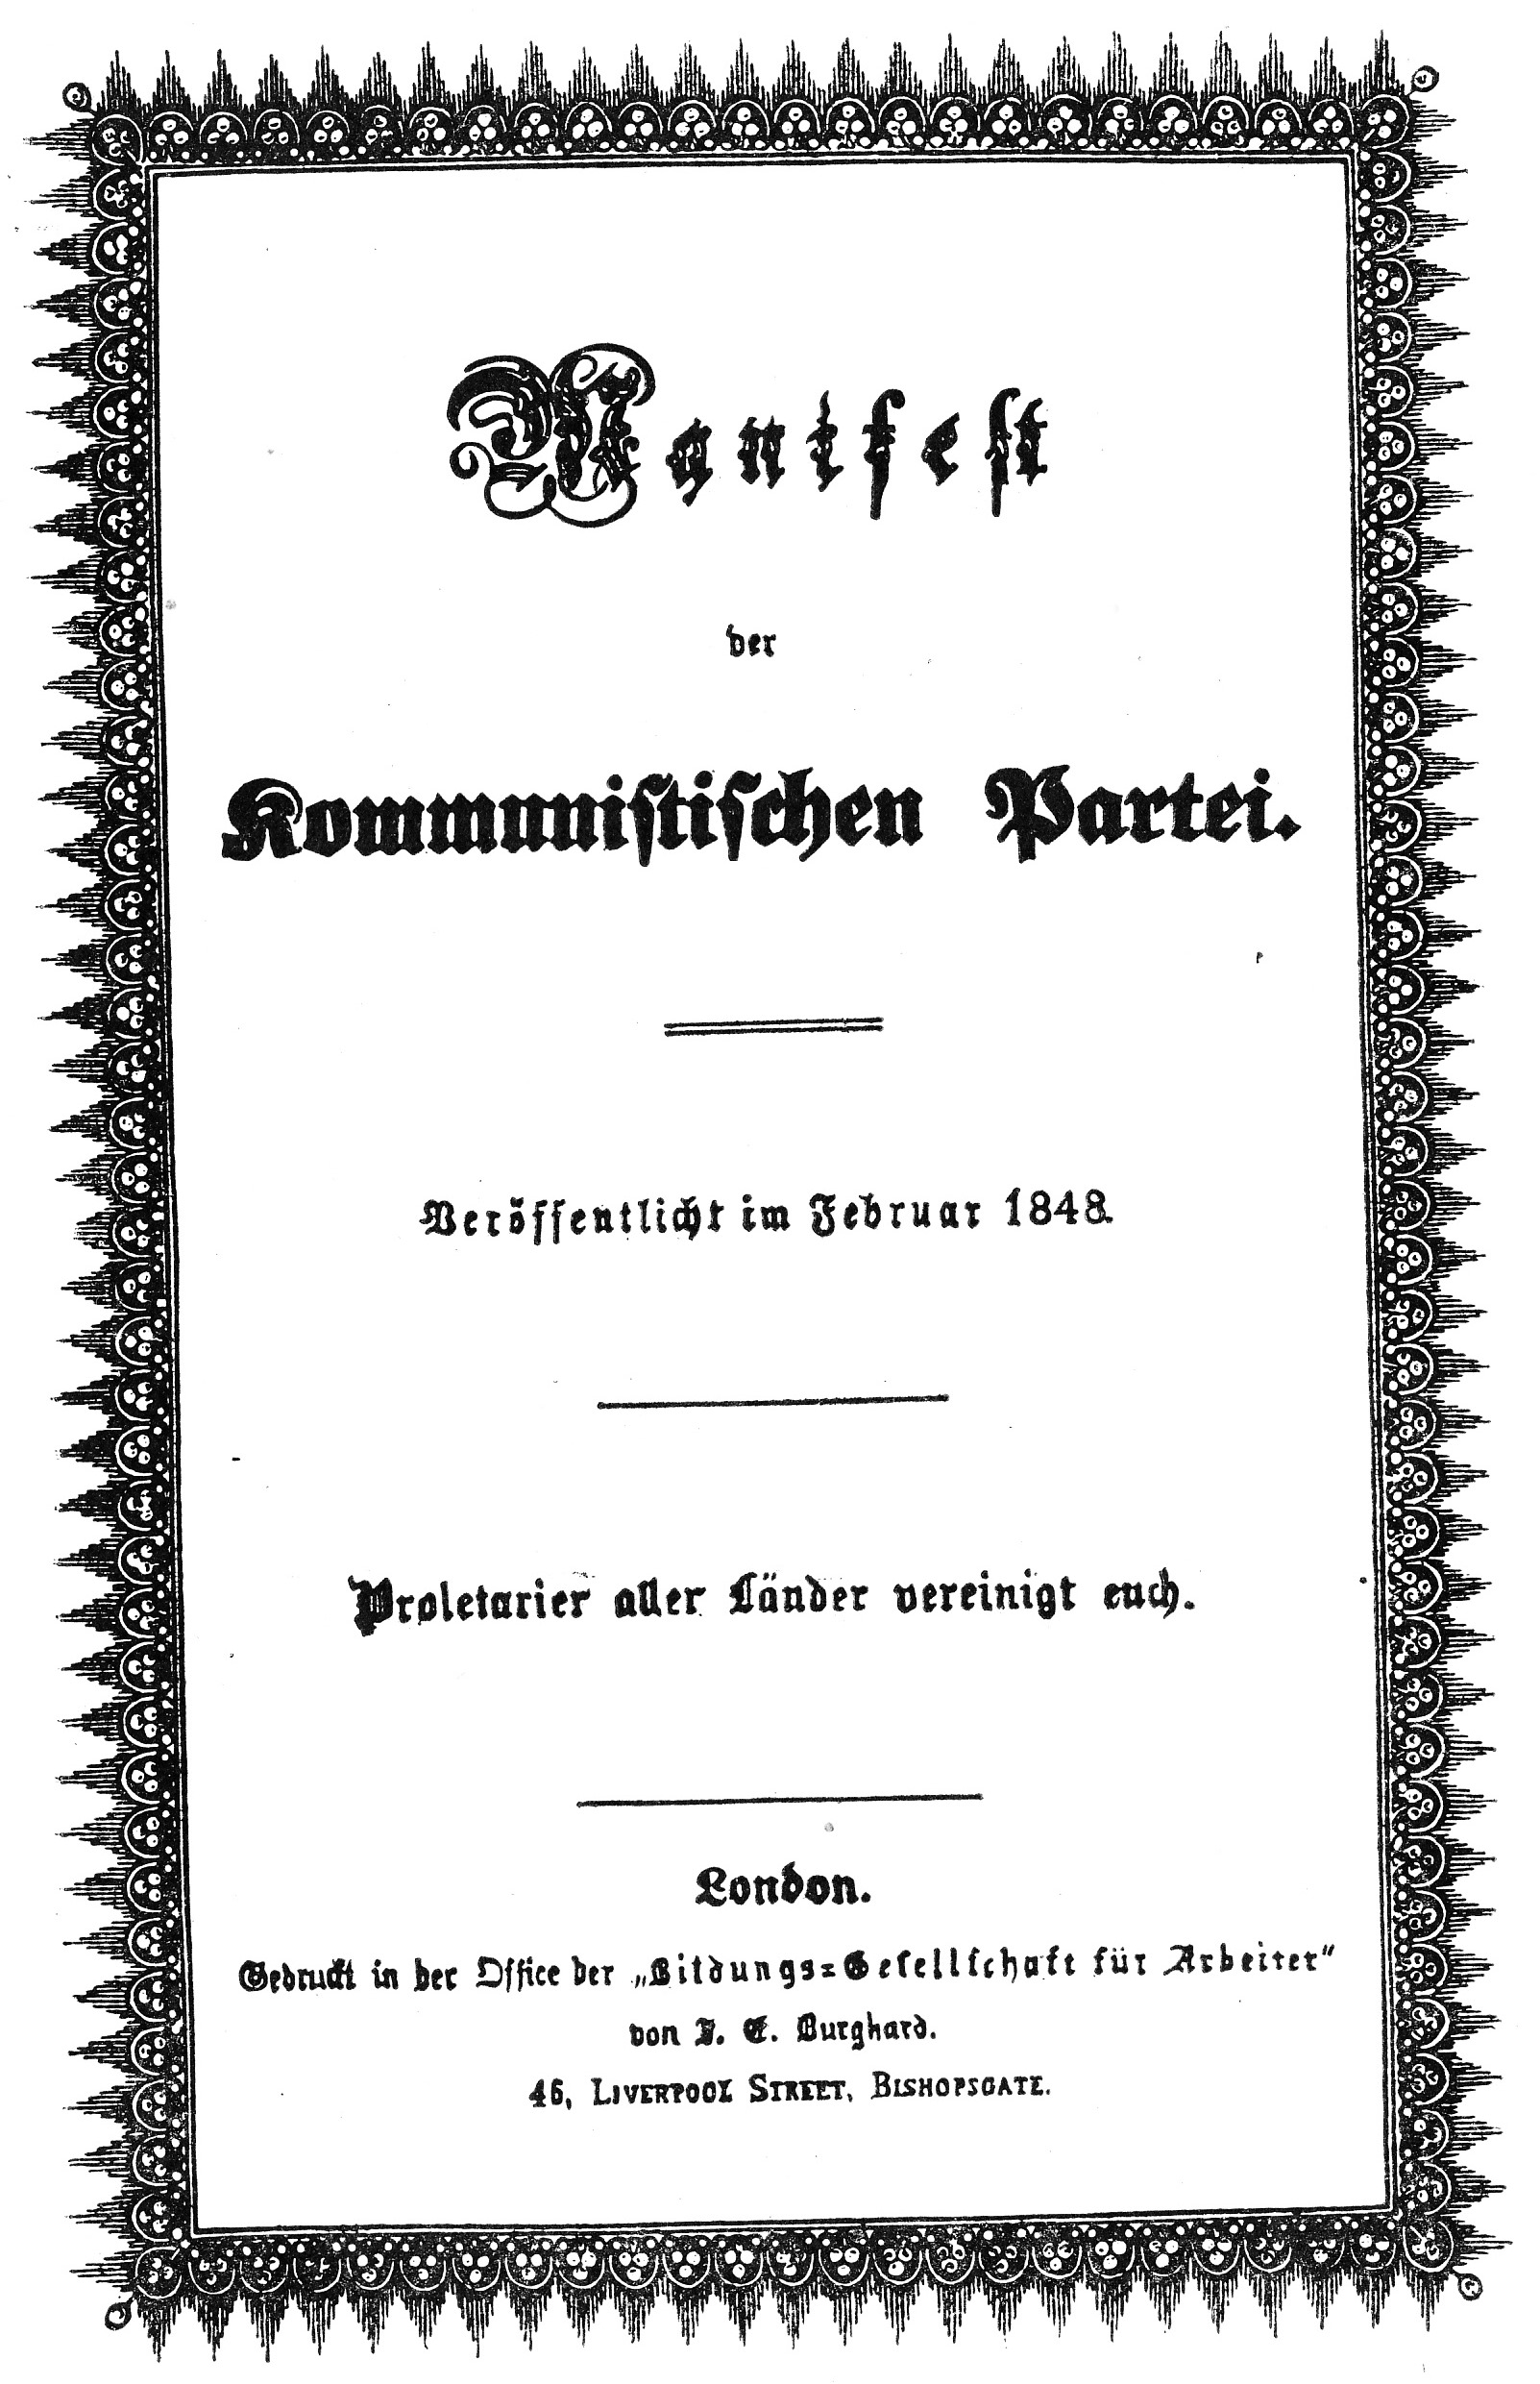 Manifest
der
Kommunistischen Partei.
Veröffentlicht im Februar 1848.
Proletarier aller Länder vereinigt euch.
London.
Gedruckt in der Office der „Bildungs-Gesellschaft für Arbeiter“
von J. E. Burghard.
46, LIVERPOOL STREET, BISHOPSGATE.